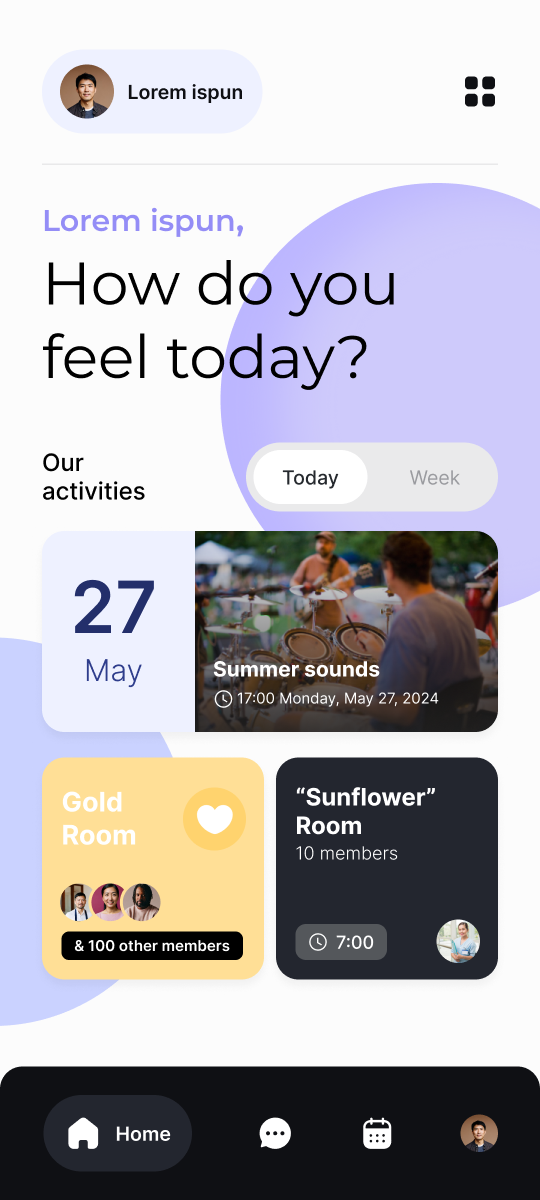 Lorem ispun
Lorem ispun,
How do you
feel today?
Our
activities
Today
Week
27
May
Summer sounds
17:00 Monday, May 27, 2024
Gold
Room
& 100 other members
“Sunflower”
Room
10 members
7:00
Home